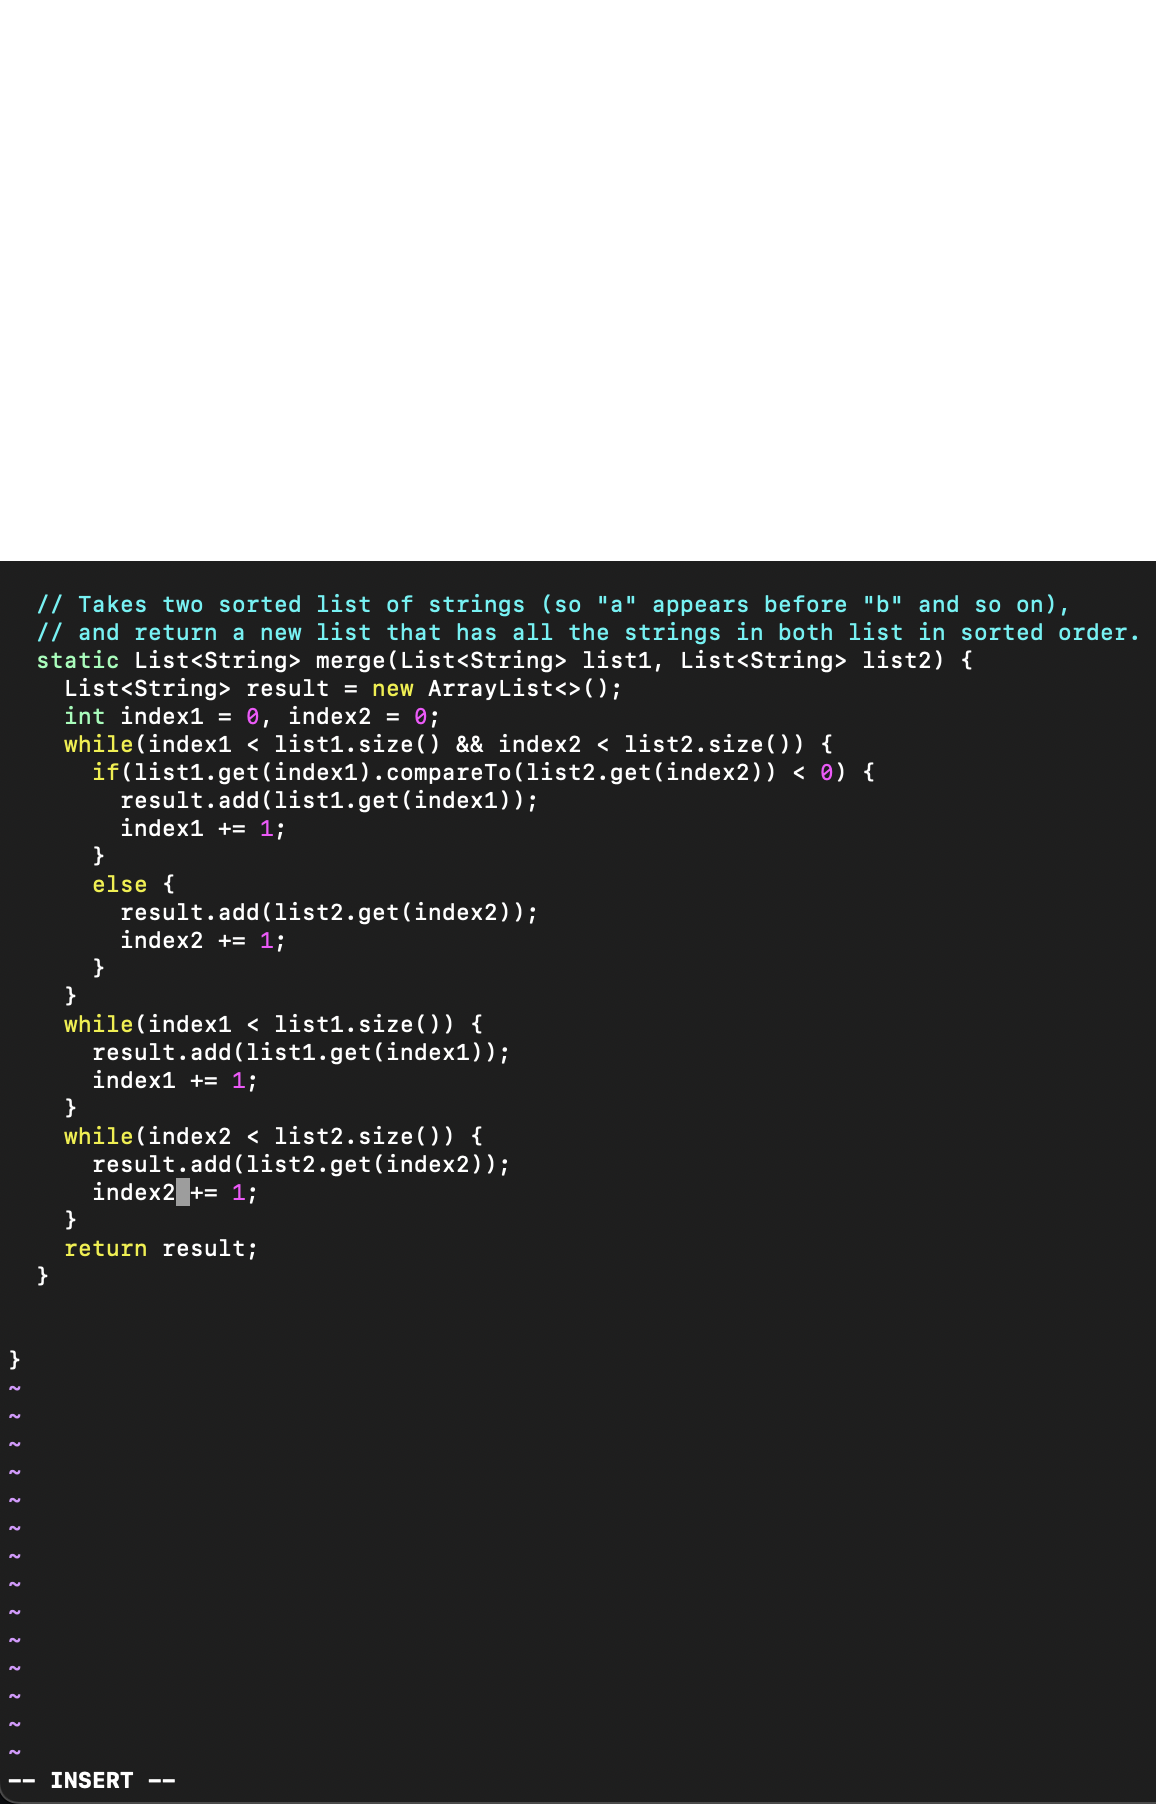 // Takes two sorted list of strings (so "a" appears before "b" and so on),
// and return a new list that has all the strings in both list in sorted order.
static List<String> merge(List<String> list1, List<String> list2) {
List<String> result = new ArrayList<>();
int index1 = 0, index2 = 0;
while(index1 < list1.size() && index2 < list2.size()) {
if(list1.get(index1).compareTo(list2.get(index2)) < 0) {
result.add(list1.get(index1));
index1 += 1;
}
else {
result.add(list2.get(index2));
index2 += 1;
}
}
while(index1 < list1.size()) {
result.add(list1.get(index1));
index1 += 1;
}
while(index2 < list2.size()) {
result.add(list2.get(index2));
index2 += 1;
}
return result;
}
}
~
~
~
~
~
~
~
~
~
~
~
~
~
~
-- INSERT --